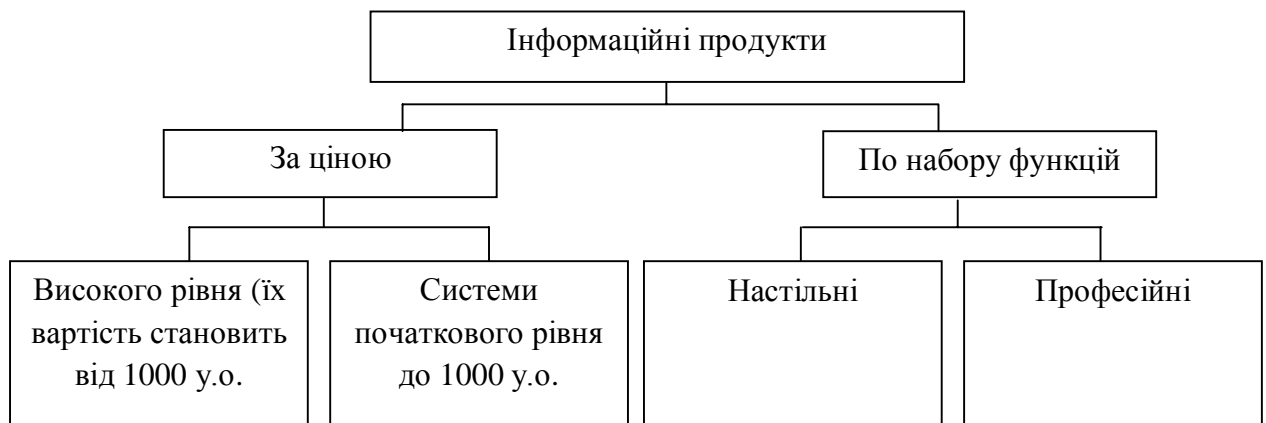 Інформаційні продукти
За ціною
По набору функцій
Високого рівня (їх
вартість становить
від 1000 у.о.
Системи
початкового рівня
до 1000 у.о.
Настільні
Професійні